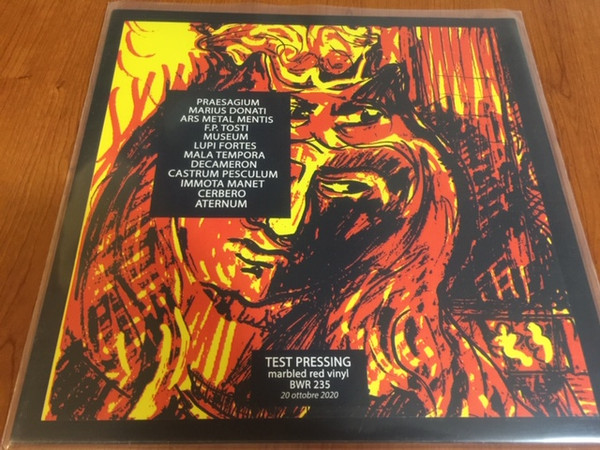 PRAESAGIUM
MARIUS DONATI
ARS METAL MENTIS
F.P. TOSTI
MUSEUM
LUPI FORTES
MALA TEMPORA
DECAMERON
CASTRUM PESCULUM
IMMOTA MANET
CERBERO
ATERNUM
TEST PRESSING
marbled red vinyl
BWR 235
20 ottobre 2020